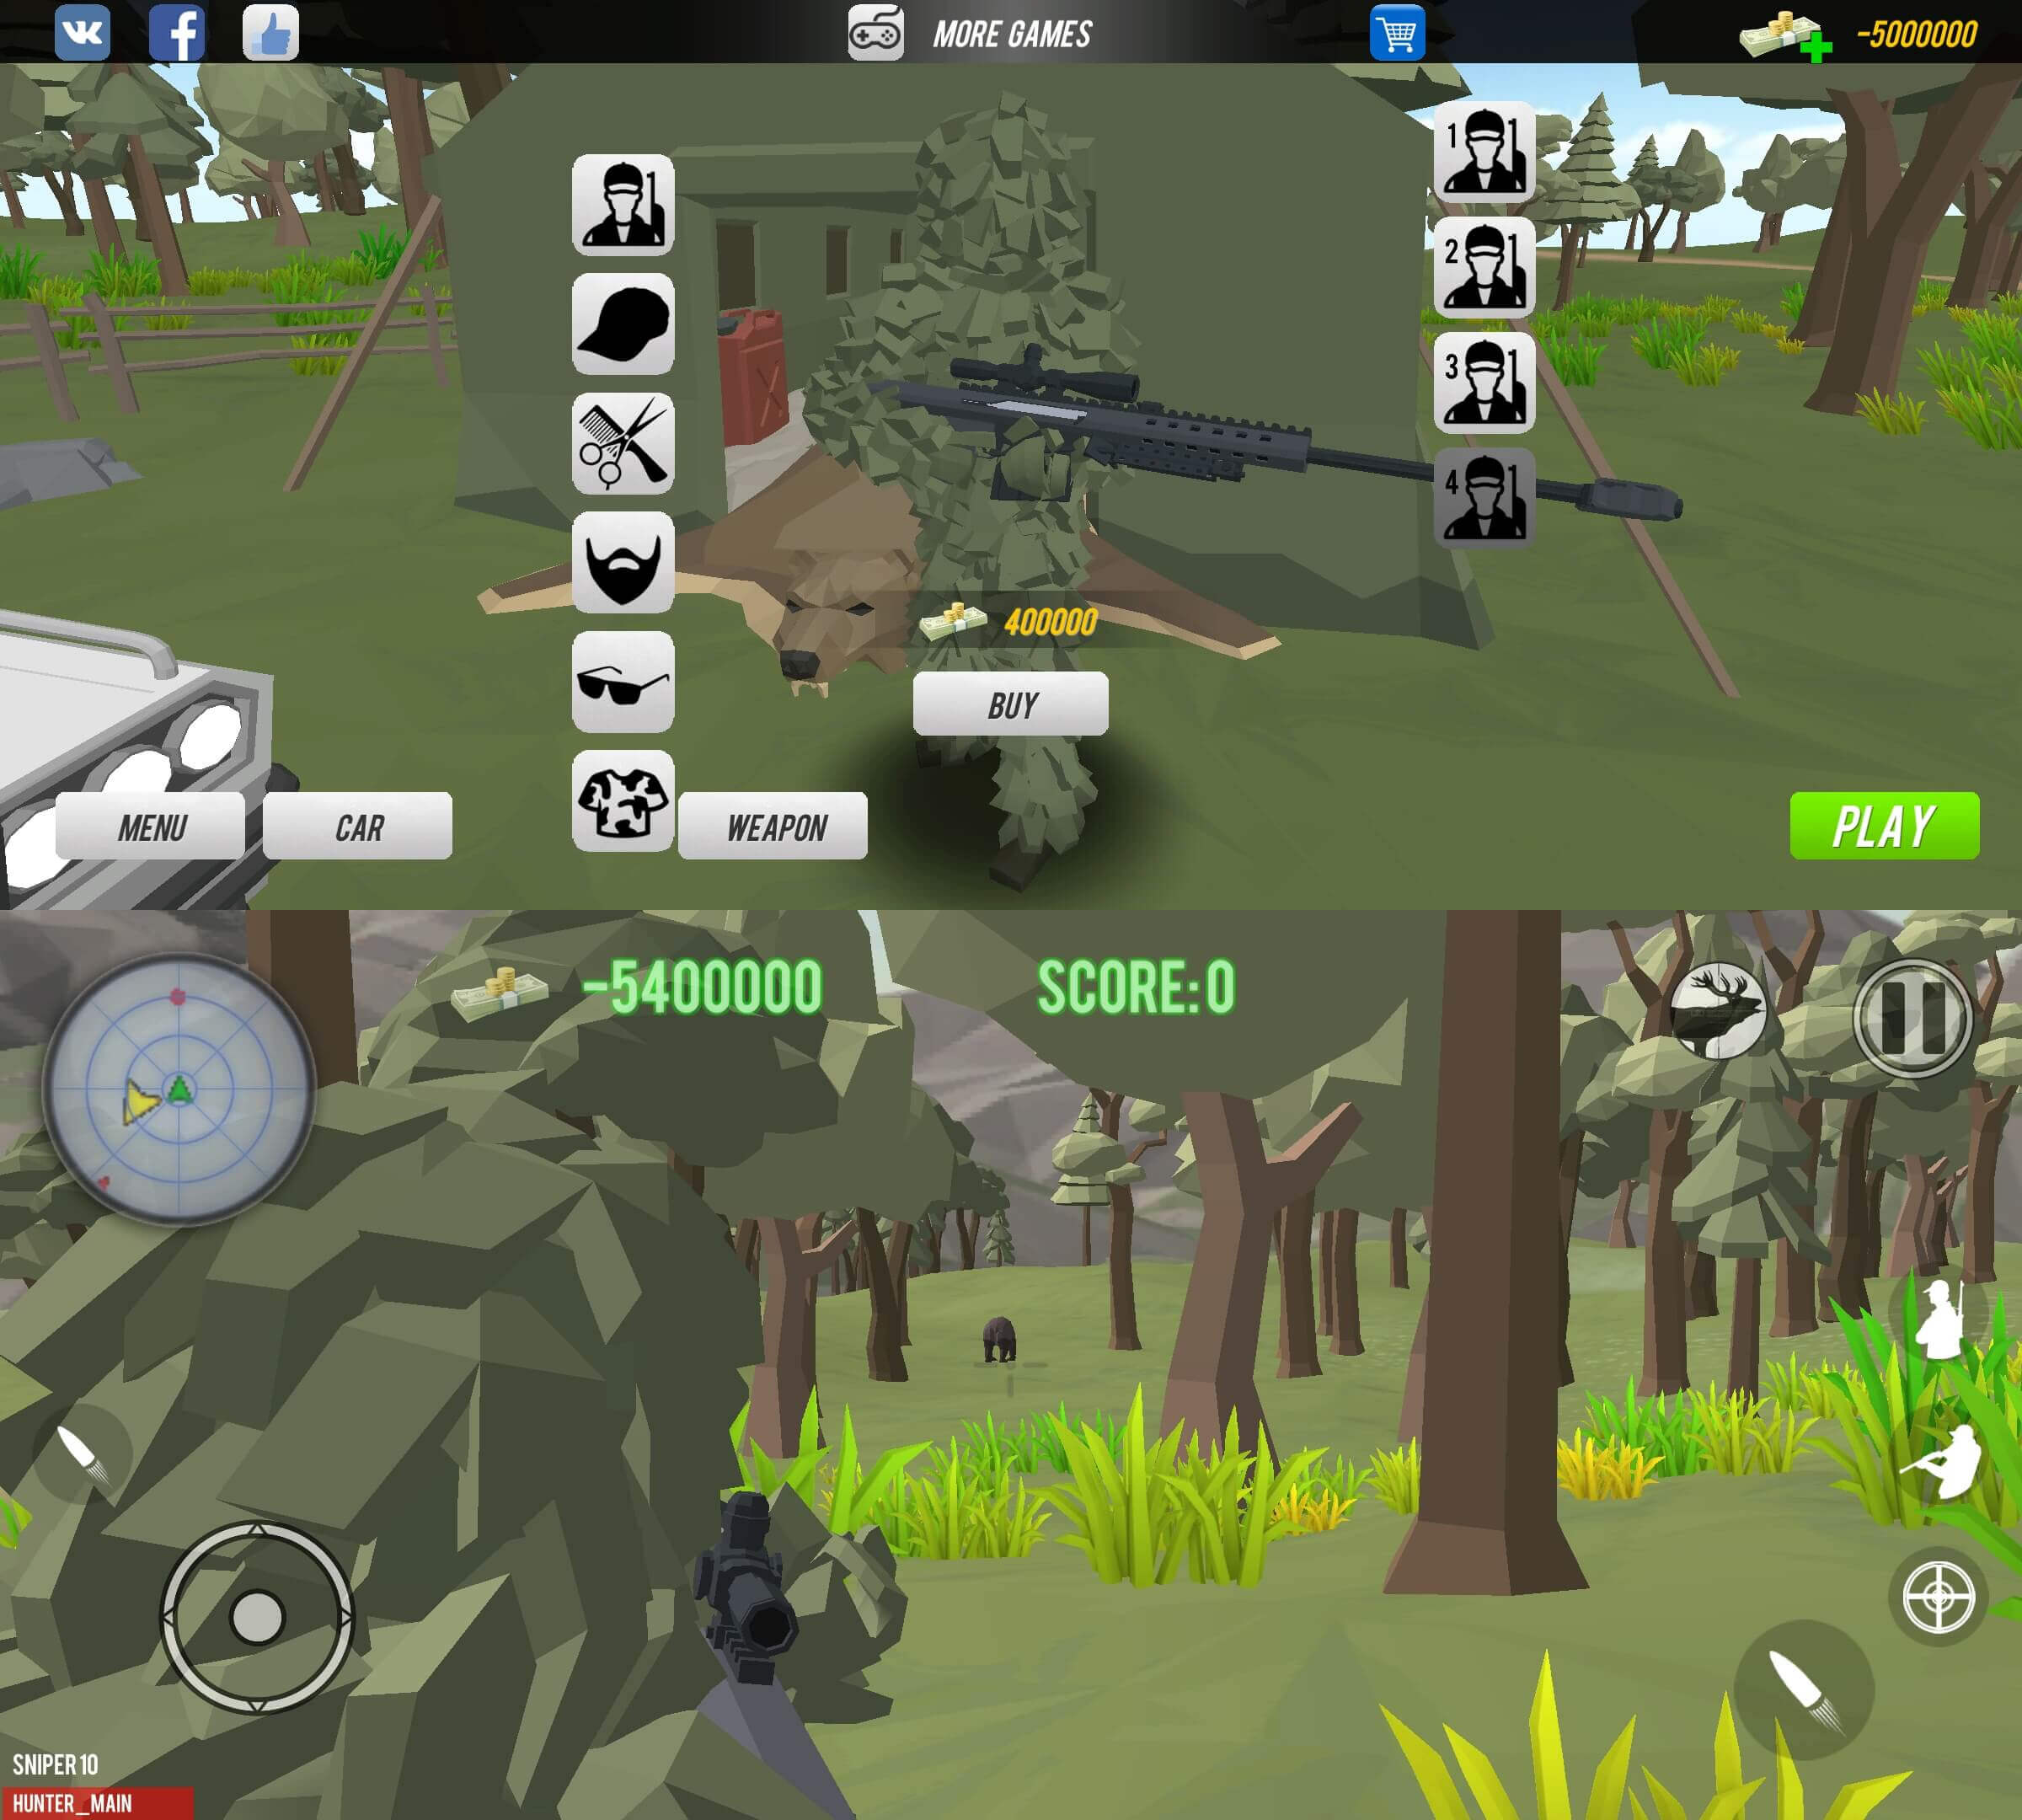 MORE GAMES
-5000000
1
2
3
4
400000
BUY
MENU
CAR
WEAPON
PLAY
-5400000
SCORE:0
SNIPER 10
HUNTER_MAIN